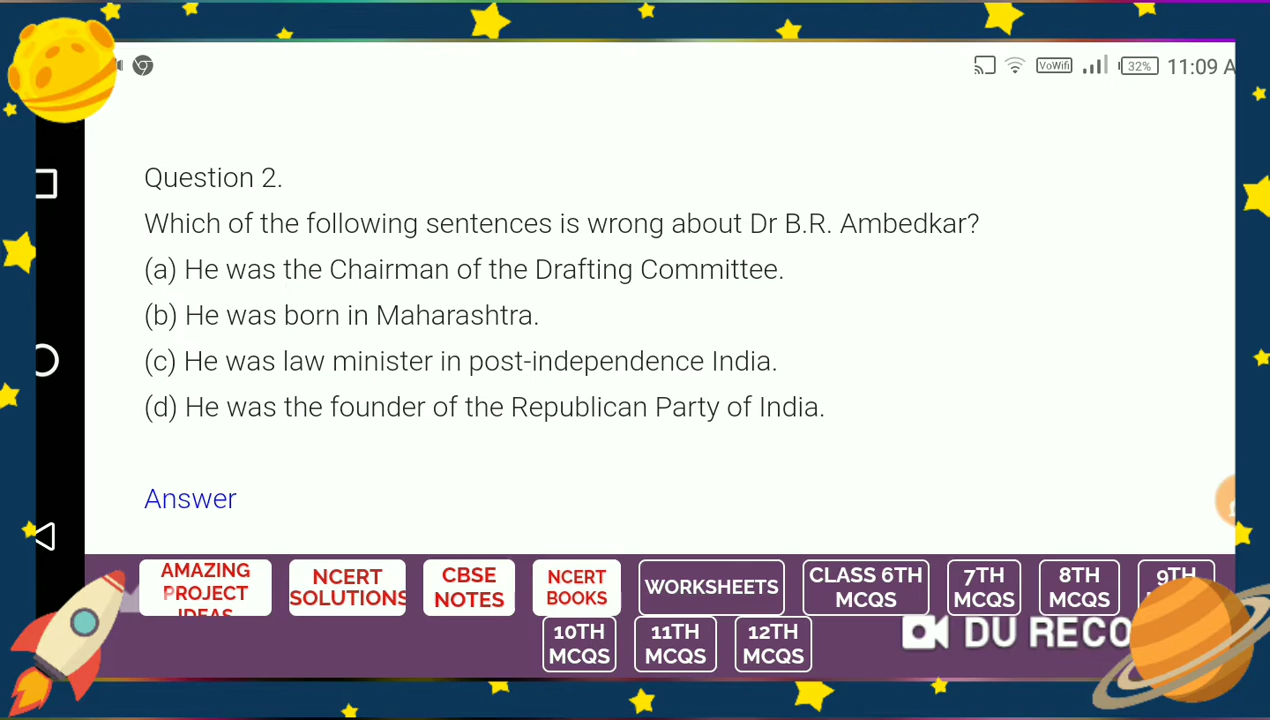 VoWifi 32% 11:09 A
Question 2.
Which of the following sentences is wrong about Dr B.R. Ambedkar?
(a) He was the Chairman of the Drafting Committee.
(b) He was born in Maharashtra.
(c) He was law minister in post-independence India.
(d) He was the founder of the Republican Party of India.
Answer
AMAZING
PROJECT
IDEAS
NCERT
SOLUTIONS
CBSE
NOTES
NCERT
BOOKS
WORKSHEETS
CLASS 6TH
MCQS
7TH
MCQS
8TH
MCQS
9TH
10TH
MCQS
11TH
MCQS
12TH
MCQS
DU RECO